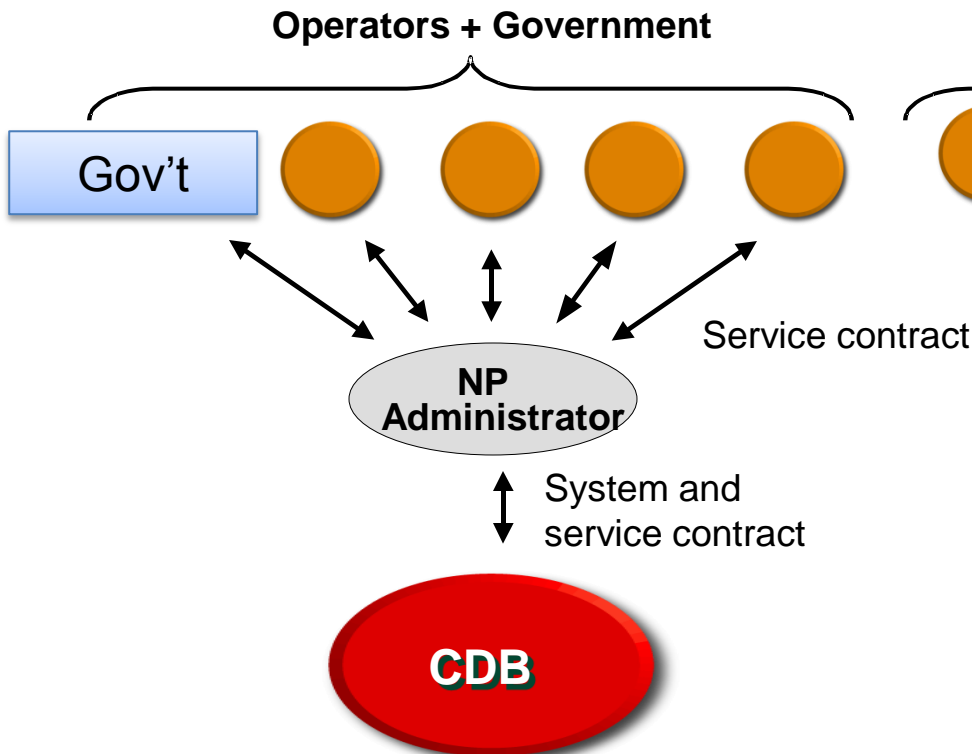 Operators + Government
Gov't
Service contract
NP
Administrator
System and
service contract
CDB